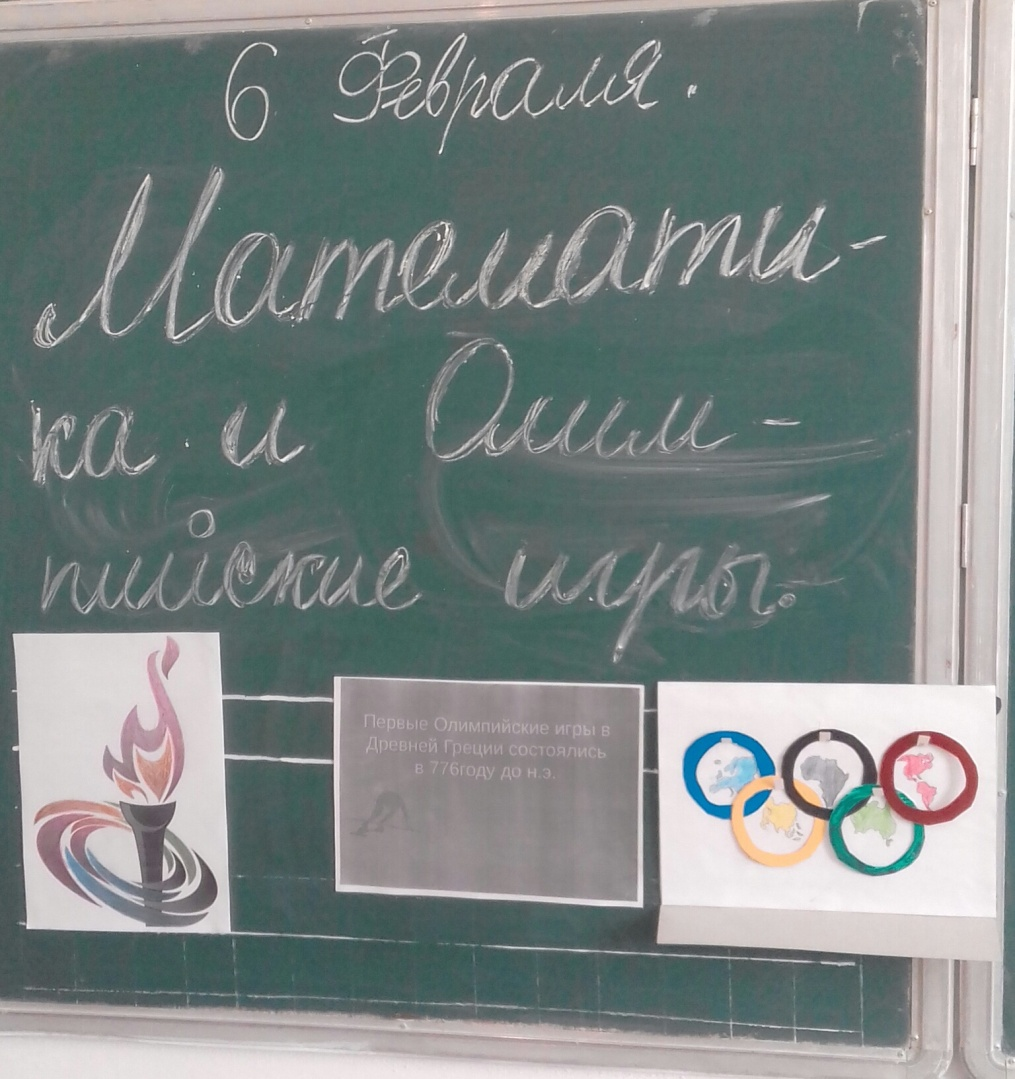 6 Февраля.
Математи-
ка и Олим-
пийские игры.
Первые Олимпийские игры в
Древней Греции состоялись
в 776году до н.э.